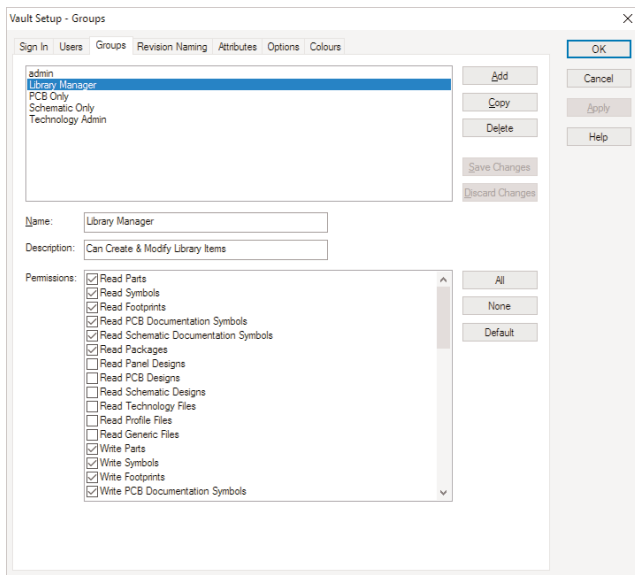 Vault Setup - Groups
Sign In Users Groups Revision Naming Attributes Options Colours
OK
Cancel
Apply
Help
admin
Library Manager
PCB Only
Schematic Only
Technology Admin
Add
Copy
Delete
Save Changes
Discard Changes
Name: Library Manager
Description: Can Create & Modify Library Items
Permissions:
Read Parts
Read Symbols
Read Footprints
Read PCB Documentation Symbols
Read Schematic Documentation Symbols
Read Packages
Read Panel Designs
Read PCB Designs
Read Schematic Designs
Read Technology Files
Read Profile Files
Read Generic Files
Write Parts
Write Symbols
Write Footprints
Write PCB Documentation Symbols
All
None
Default